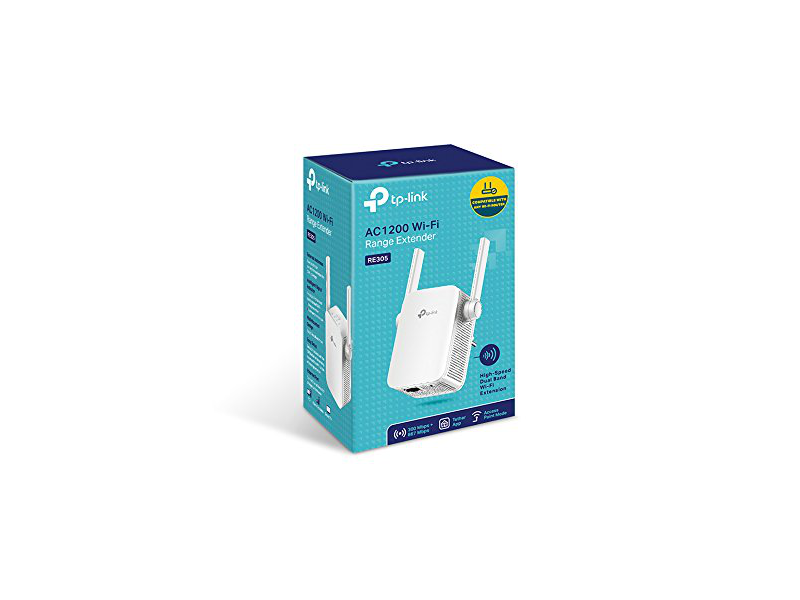 tp-link
tp-link
AC1200 Wi-Fi
Range Extender
RE305
COMPATIBLE WITH
ANY WI-FI ROUTER
tp-link
High-Speed
Dual Band
Wi-Fi
Extension
300 Mbps +
867 Mbps
Tether
App
Access
Point Mode
tp-link
AC1200 Wi-Fi
Range Extender
RE305